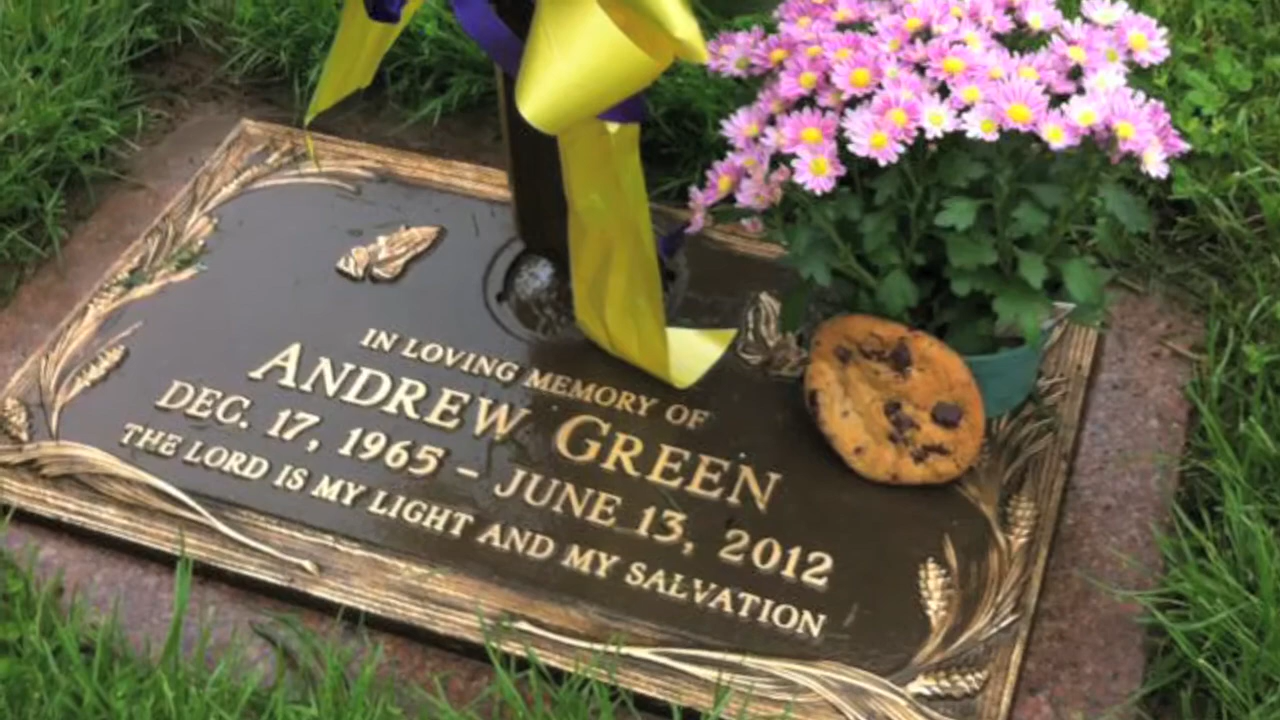 IN LOVING MEMORY OF
ANDREW GREEN
DEC. 17, 1965 – JUNE 13, 2012
THE LORD IS MY LIGHT AND MY SALVATION